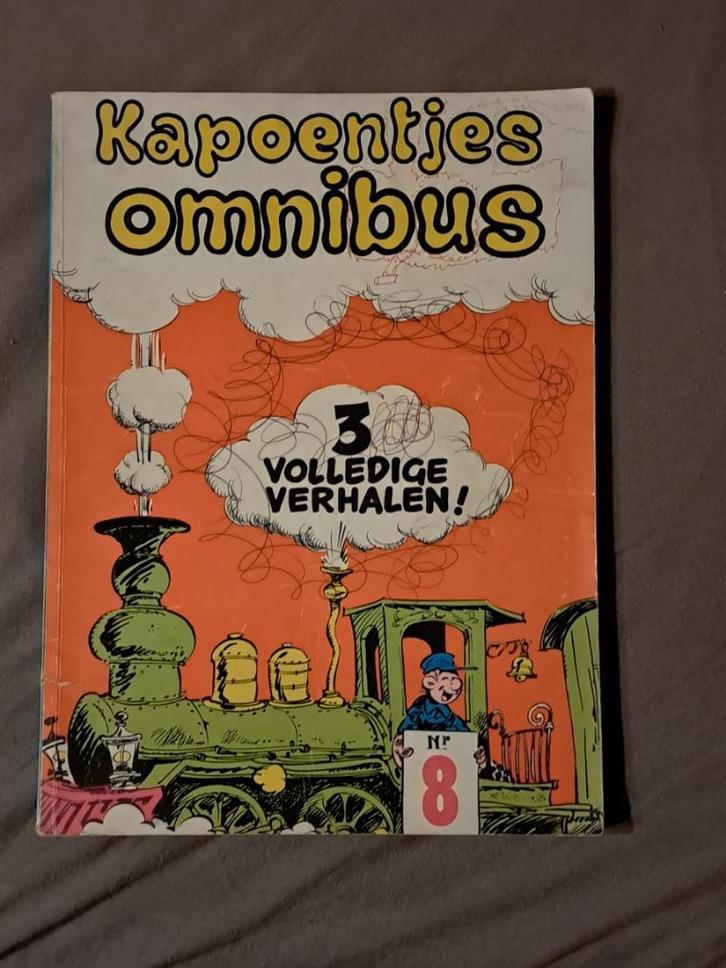 Kapoentjes
omnibus
3
VOLLEDIGE
VERHALEN!
Nr
8